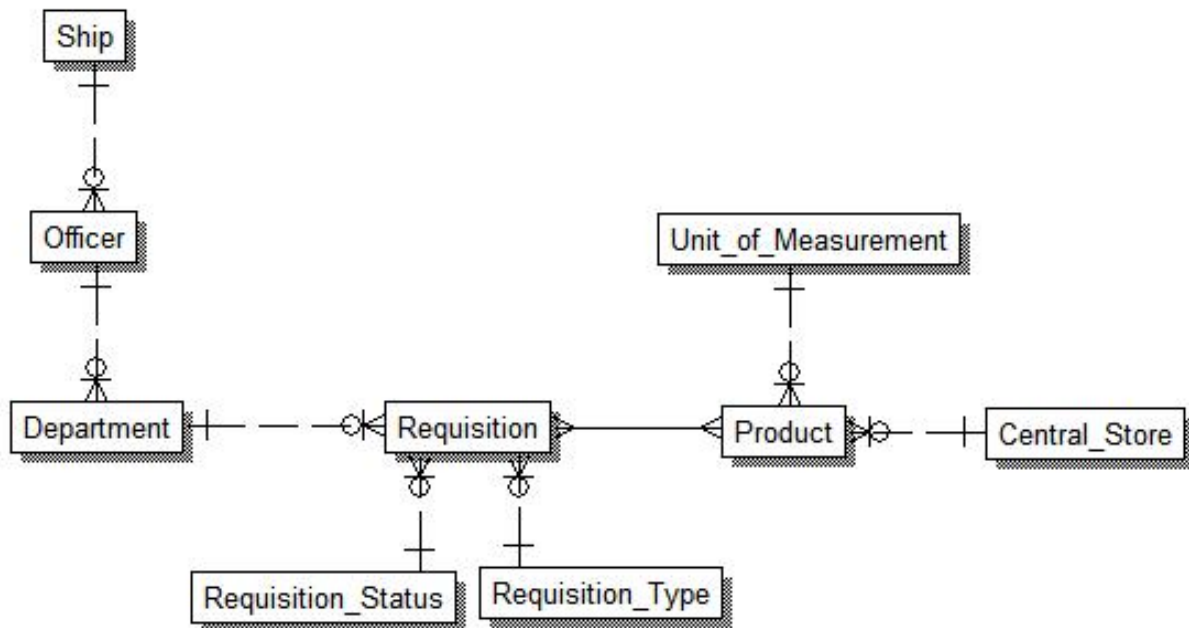 Ship
Officer
Unit_of_Measurement
Department
Requisition
Product
Central_Store
Requisition_Status
Requisition_Type